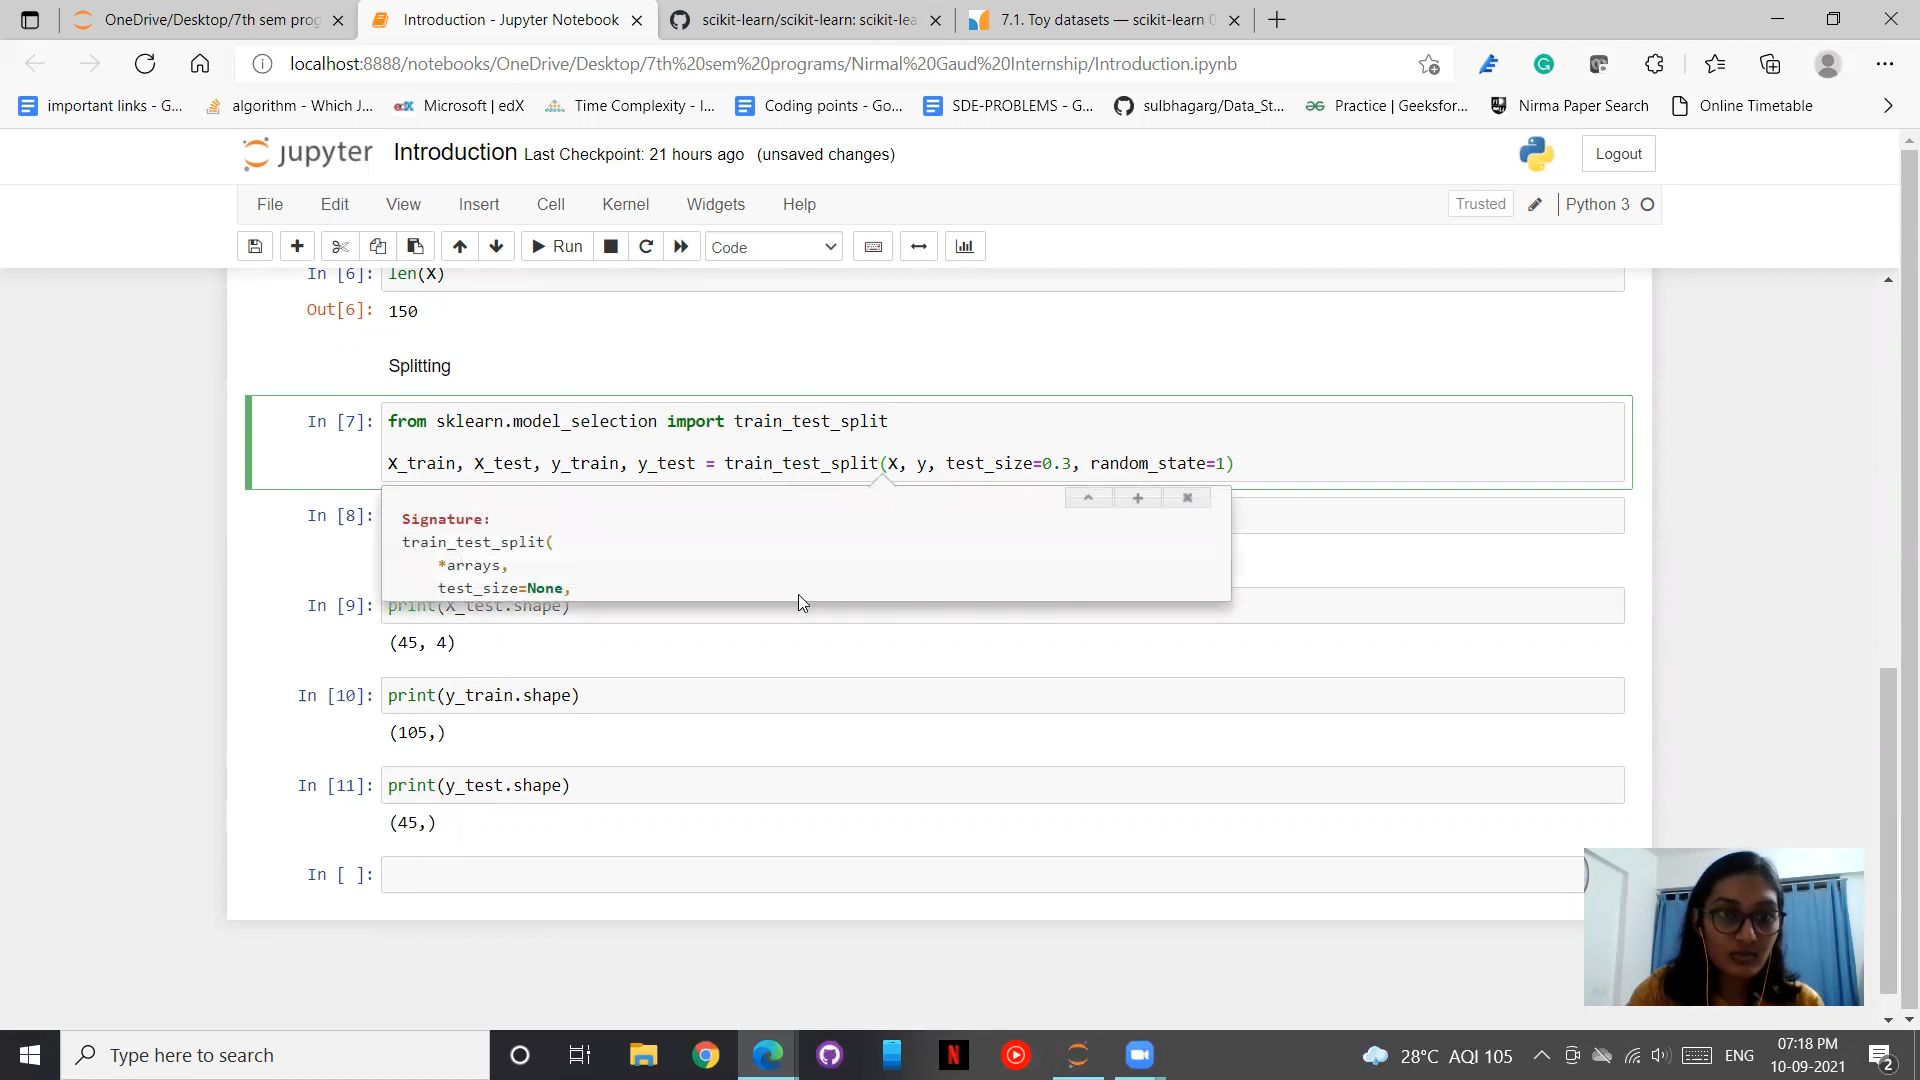 OneDrive/Desktop/7th sem prog
Introduction - Jupyter Notebook
scikit-learn/scikit-learn: scikit-lea
7.1. Toy datasets — scikit-learn 0
localhost:8888/notebooks/OneDrive/Desktop/7th%20sem%20programs/Nirmal%20Gaud%20Internship/Introduction.ipynb
important links - G...
algorithm - Which J...
edX
Microsoft | edX
Time Complexity - I...
Coding points - Go...
SDE-PROBLEMS - G...
sulbhagarg/Data_St...
Practice | Geeksfor...
Nirma Paper Search
Online Timetable
jupyter
Introduction Last Checkpoint: 21 hours ago (unsaved changes)
Logout
File
Edit
View
Insert
Cell
Kernel
Widgets
Help
Trusted
Python 3
Run
Code
In [6]: len(X)
Out[6]: 150
Splitting
In [7]: from sklearn.model_selection import train_test_split
X_train, X_test, y_train, y_test = train_test_split(X, y, test_size=0.3, random_state=1)
In [8]:
Signature:
train_test_split(
*arrays,
test_size=None,
In [9]: print(X_test.shape)
(45, 4)
In [10]: print(y_train.shape)
(105,)
In [11]: print(y_test.shape)
(45,)
In [ ]:
Type here to search
N
28°C AQI 105
ENG
07:18 PM
10-09-2021
2